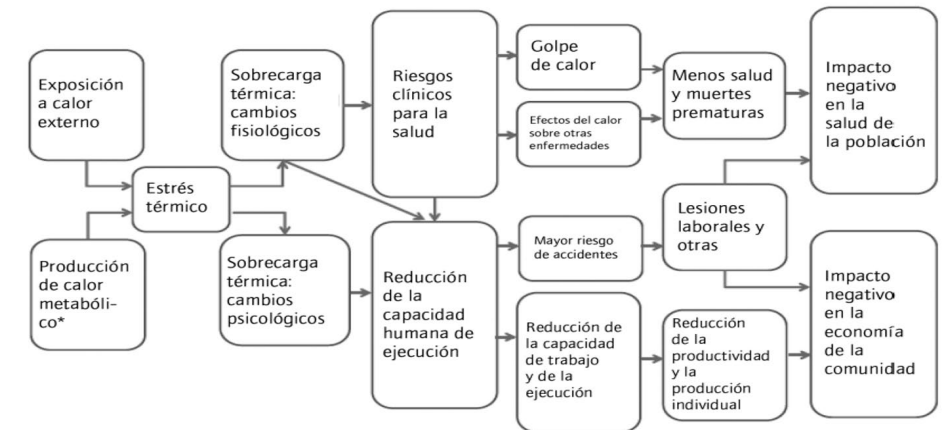 Exposición
a calor
externo
Producción
de calor
metabóli-
co*
Estrés
térmico
Sobrecarga
térmica:
cambios
fisiológicos
Sobrecarga
térmica:
cambios
psicológicos
Riesgos
clínicos
para la
salud
Reducción
de la
capacidad
humana de
ejecución
Golpe
de calor
Efectos del calor
sobre otras
enfermedades
Mayor riesgo
de accidentes
Reducción de
la capacidad
de trabajo
y de la
ejecución
Menos salud
y muertes
prematuras
Lesiones
laborales y
otras
Reducción
de la
productividad
y la
producción
individual
Impacto
negativo
en la
salud de
la población
Impacto
negativo
en la
economía
de la
comunidad